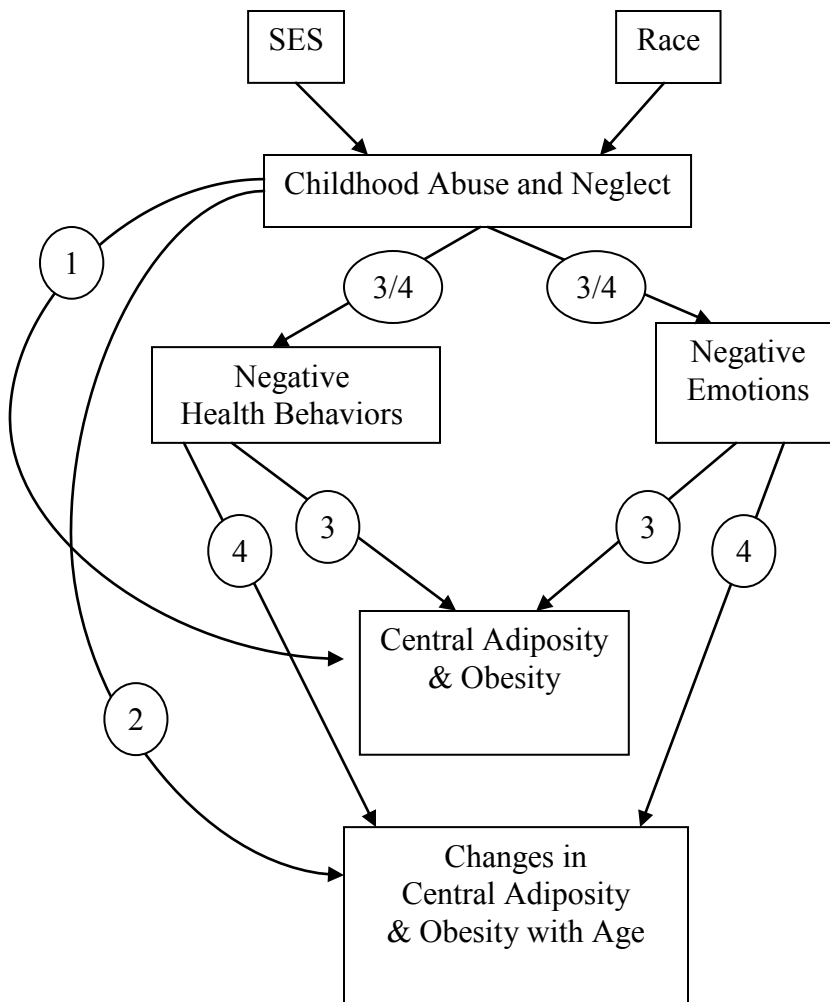 SES
Race
Childhood Abuse and Neglect
1
3/4
3/4
Negative
Health Behaviors
Negative
Emotions
4
3
3
4
Central Adiposity
& Obesity
2
Changes in
Central Adiposity
& Obesity with Age